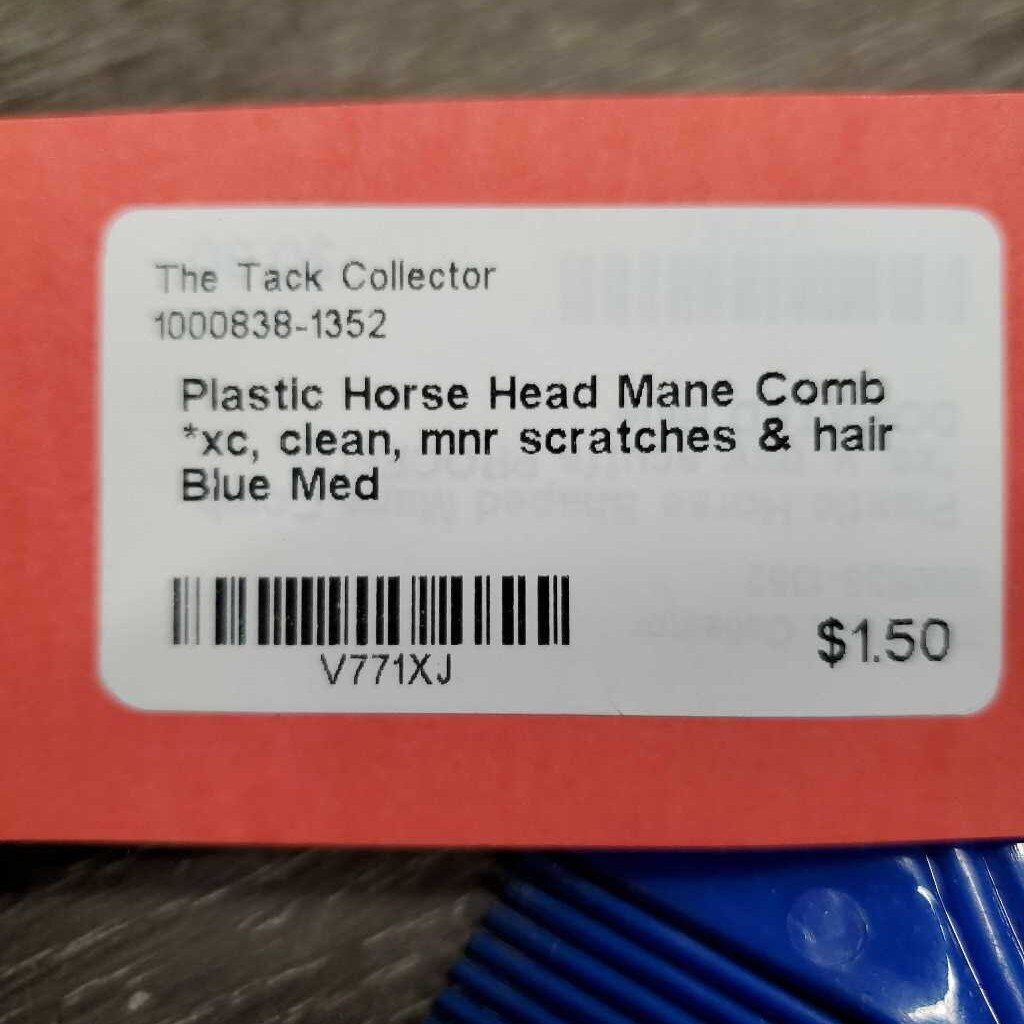 The Tack Collector
1000838-1352
Plastic Horse Head Mane Comb
*xc, clean, mnr scratches & hair
Blue Med
V771XJ
$1.50